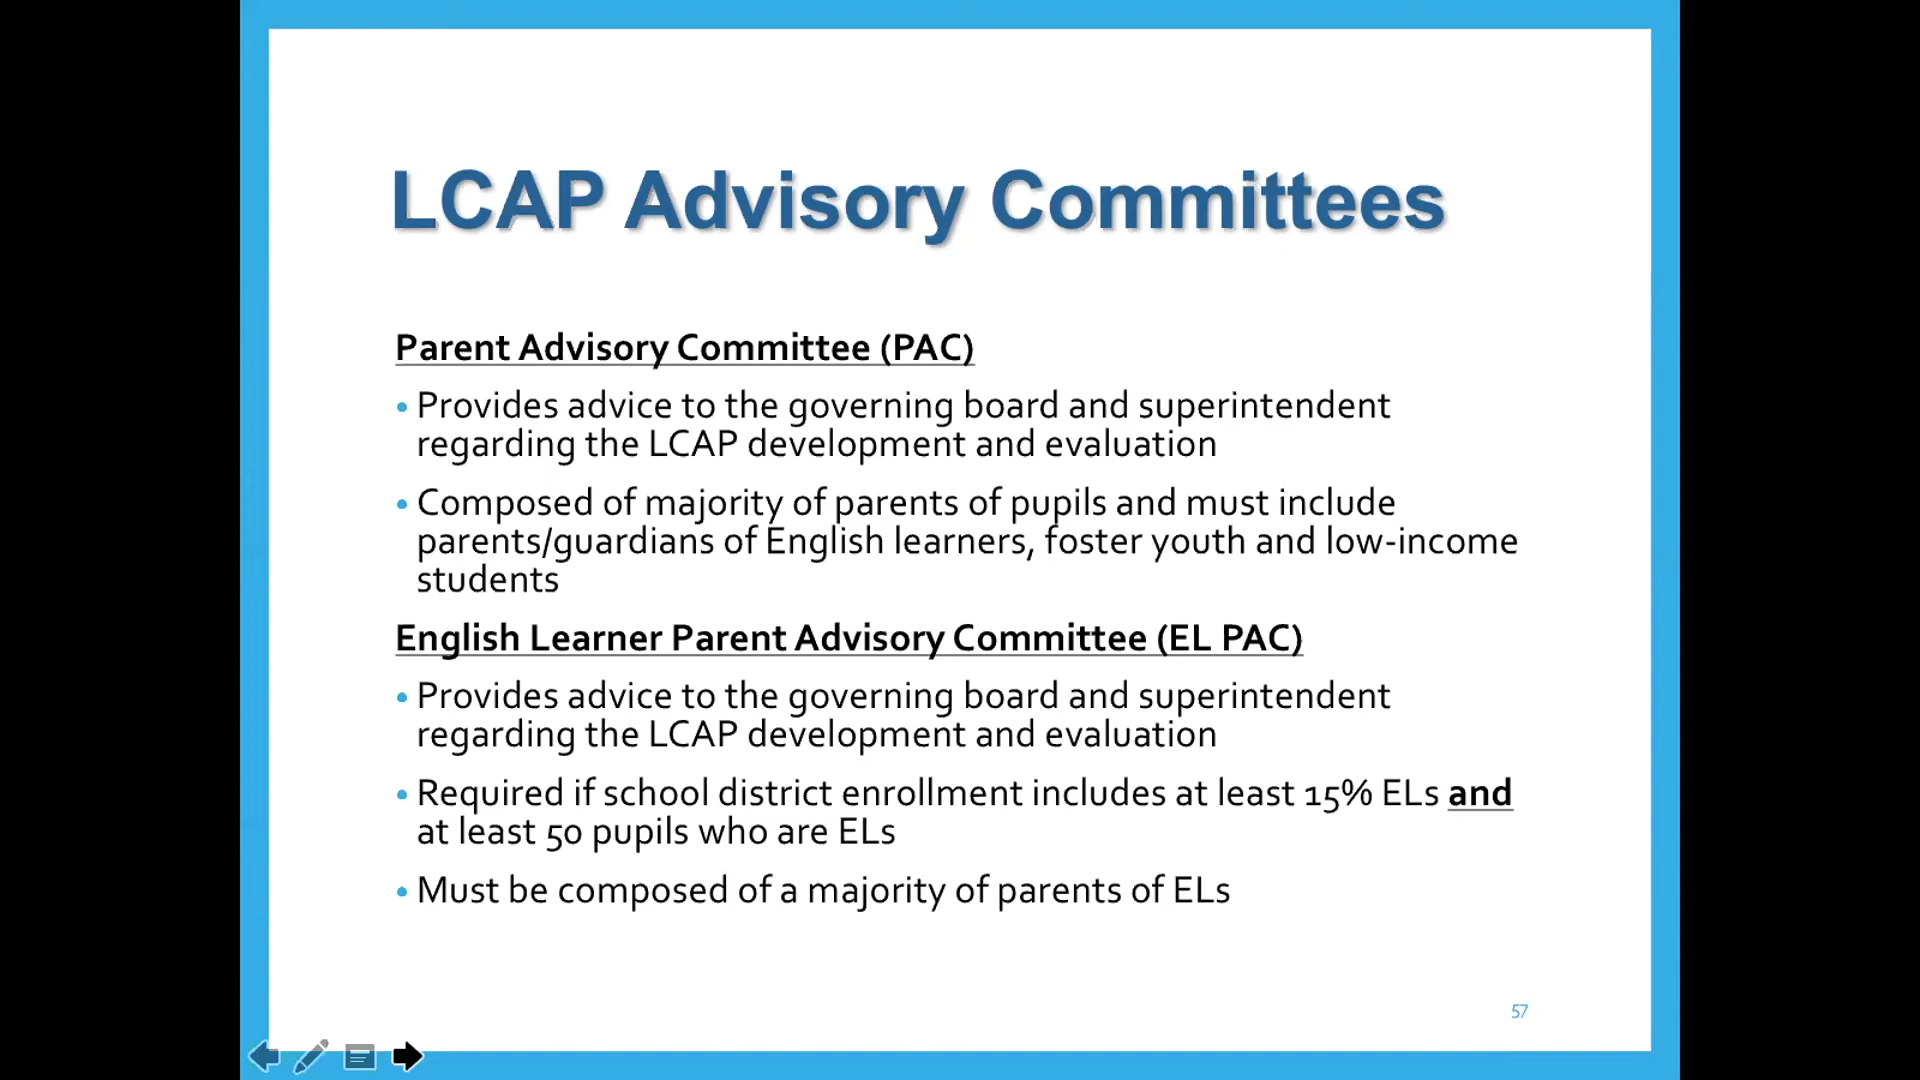 LCAP Advisory Committees
Parent Advisory Committee (PAC)
• Provides advice to the governing board and superintendent
regarding the LCAP development and evaluation
• Composed of majority of parents of pupils and must include
parents/guardians of English learners, foster youth and low-income
students
English Learner Parent Advisory Committee (EL PAC)
• Provides advice to the governing board and superintendent
regarding the LCAP development and evaluation
• Required if school district enrollment includes at least 15% ELs and
at least 50 pupils who are ELs
• Must be composed of a majority of parents of ELs
57